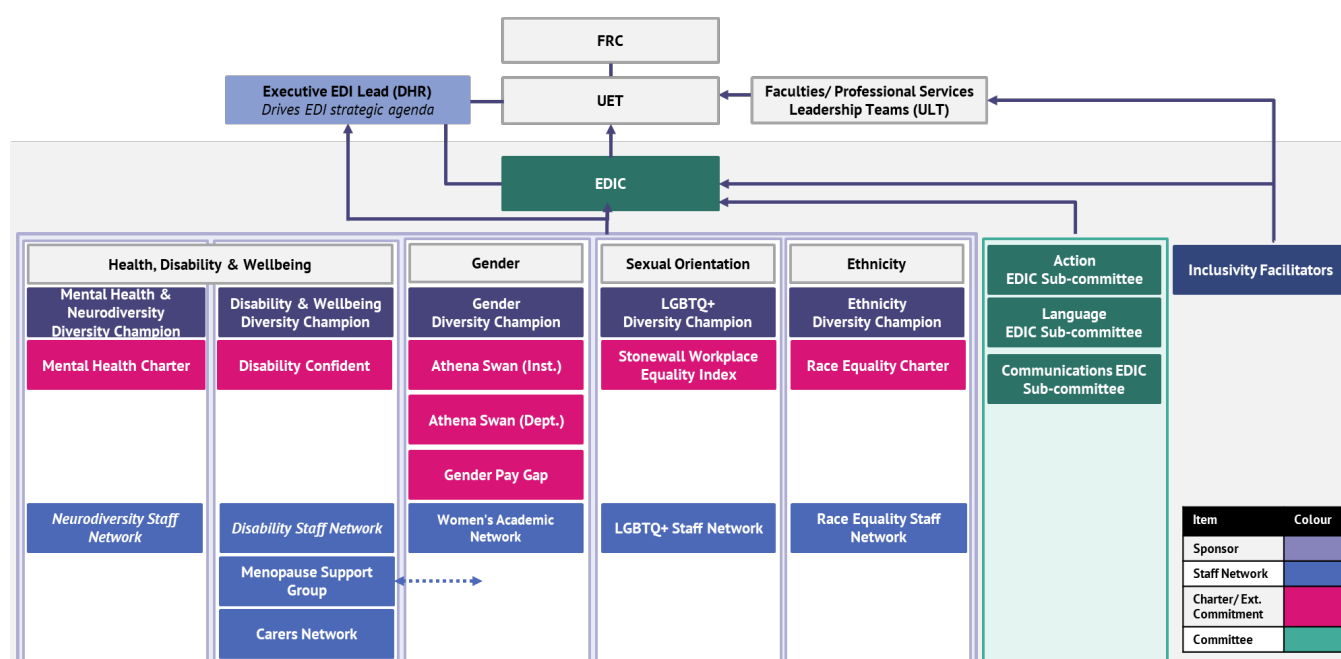 FRC
Executive EDI Lead (DHR)
Drives EDI strategic agenda
UET
Faculties/ Professional Services
Leadership Teams (ULT)
EDIC
Health, Disability & Wellbeing
Gender
Sexual Orientation
Ethnicity
Mental Health &
Neurodiversity
Diversity Champion
Disability & Wellbeing
Diversity Champion
Gender
Diversity Champion
LGBTQ+
Diversity Champion
Ethnicity
Diversity Champion
Mental Health Charter
Disability Confident
Athena Swan (Inst.)
Stonewall Workplace
Equality Index
Race Equality Charter
Athena Swan (Dept.)
Gender Pay Gap
Neurodiversity Staff
Network
Disability Staff Network
Women's Academic
Network
LGBTQ+ Staff Network
Race Equality Staff
Network
Menopause Support
Group
Carers Network
Action
EDIC Sub-committee
Language
EDIC Sub-committee
Communications EDIC
Sub-committee
Inclusivity Facilitators
Item Colour
Sponsor
Staff Network
Charter/ Ext.
Commitment
Committee